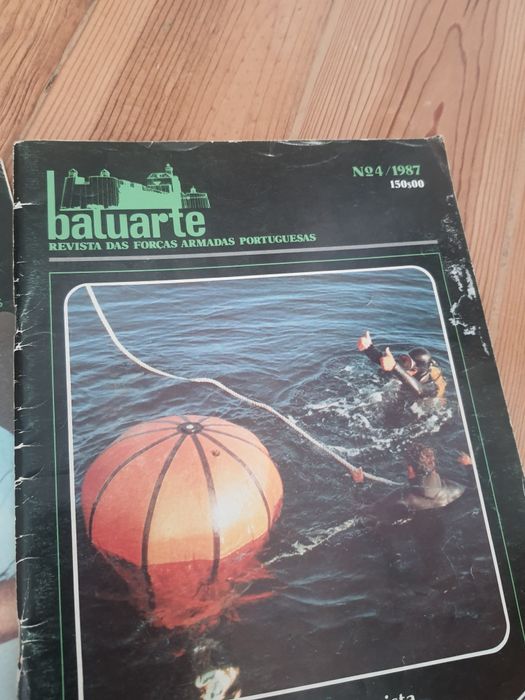 Nº4/1987
150$00
baluarte
REVISTA DAS FORÇAS ARMADAS PORTUGUESAS